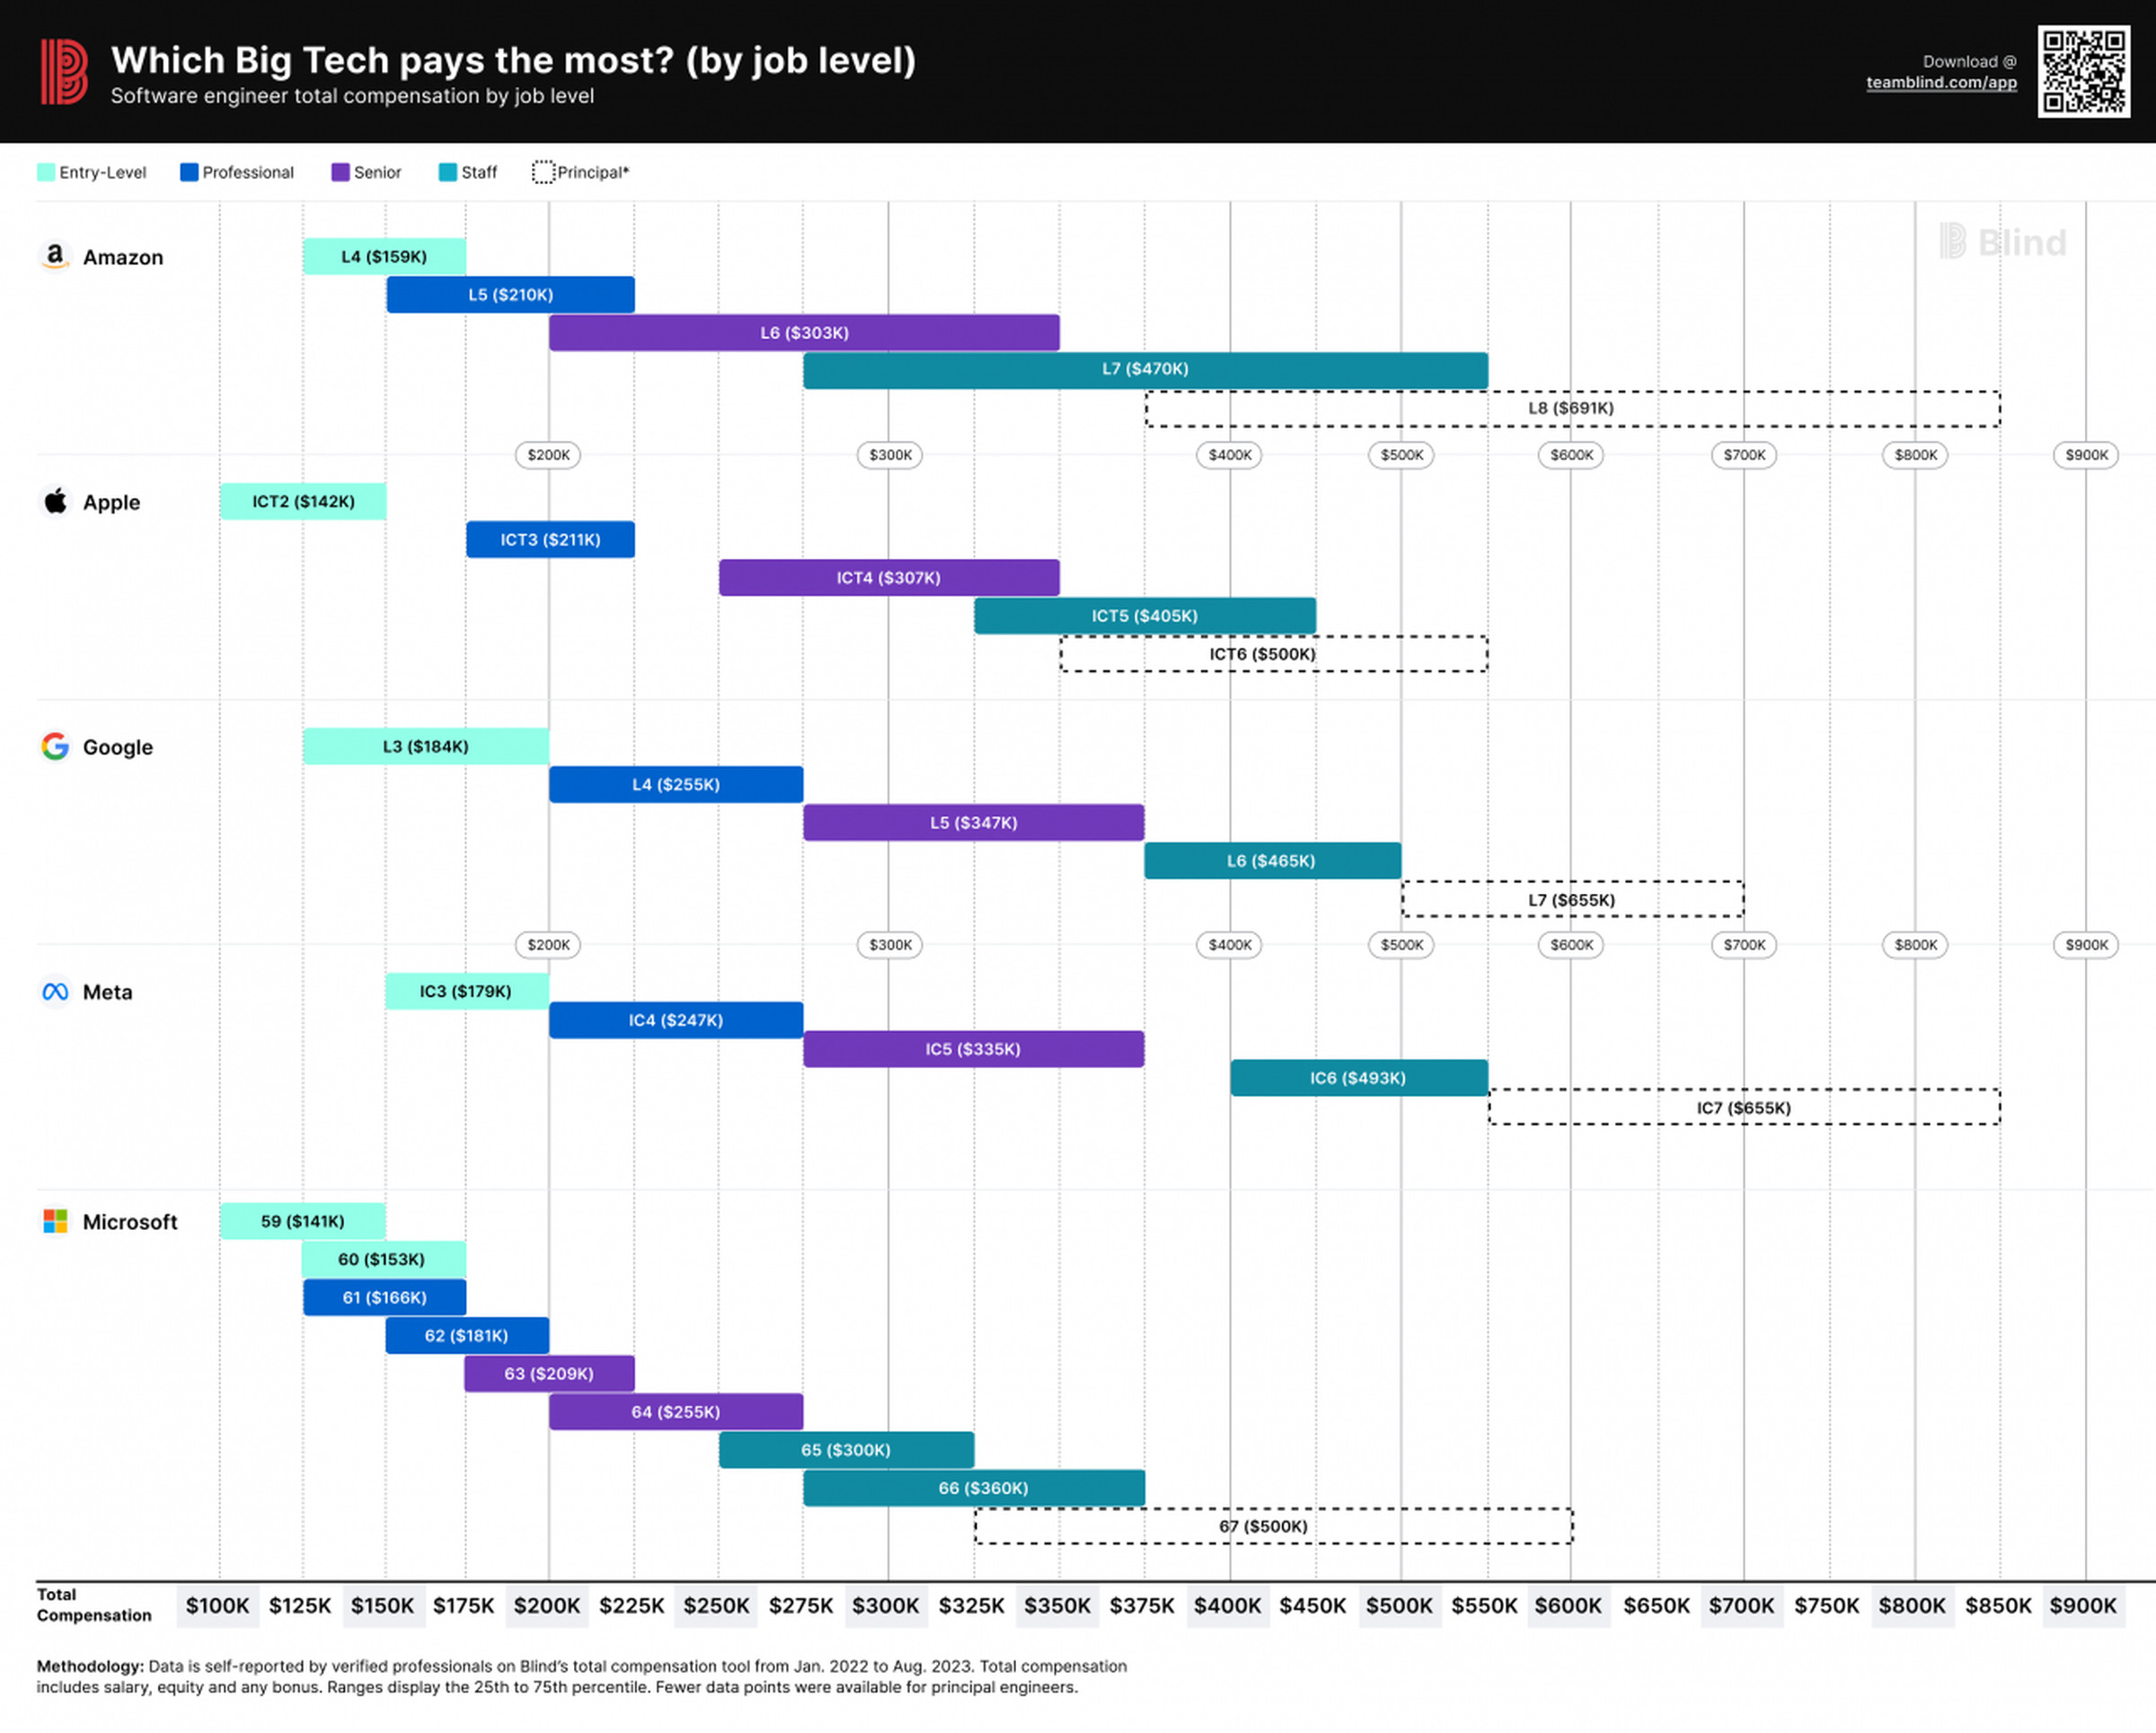 Which Big Tech pays the most? (by job level)
Software engineer total compensation by job level
Download @
teamblind.com/app
Entry-Level Professional Senior Staff Principal*
Blind
Amazon
L4 ($159K)
L5 ($210K)
L6 ($303K)
L7 ($470K)
L8 ($691K)
$200K $300K $400K $500K $600K $700K $800K $900K
Apple
ICT2 ($142K)
ICT3 ($211K)
ICT4 ($307K)
ICT5 ($405K)
ICT6 ($500K)
Google
L3 ($184K)
L4 ($255K)
L5 ($347K)
L6 ($465K)
L7 ($655K)
$200K $300K $400K $500K $600K $700K $800K $900K
Meta
IC3 ($179K)
IC4 ($247K)
IC5 ($335K)
IC6 ($493K)
IC7 ($655K)
Microsoft
59 ($141K)
60 ($153K)
61 ($166K)
62 ($181K)
63 ($209K)
64 ($255K)
65 ($300K)
66 ($360K)
67 ($500K)
Total
Compensation
$100K $125K $150K $175K $200K $225K $250K $275K $300K $325K $350K $375K $400K $450K $500K $550K $600K $650K $700K $750K $800K $850K $900K
Methodology: Data is self-reported by verified professionals on Blind's total compensation tool from Jan. 2022 to Aug. 2023. Total compensation
includes salary, equity and any bonus. Ranges display the 25th to 75th percentile. Fewer data points were available for principal engineers.